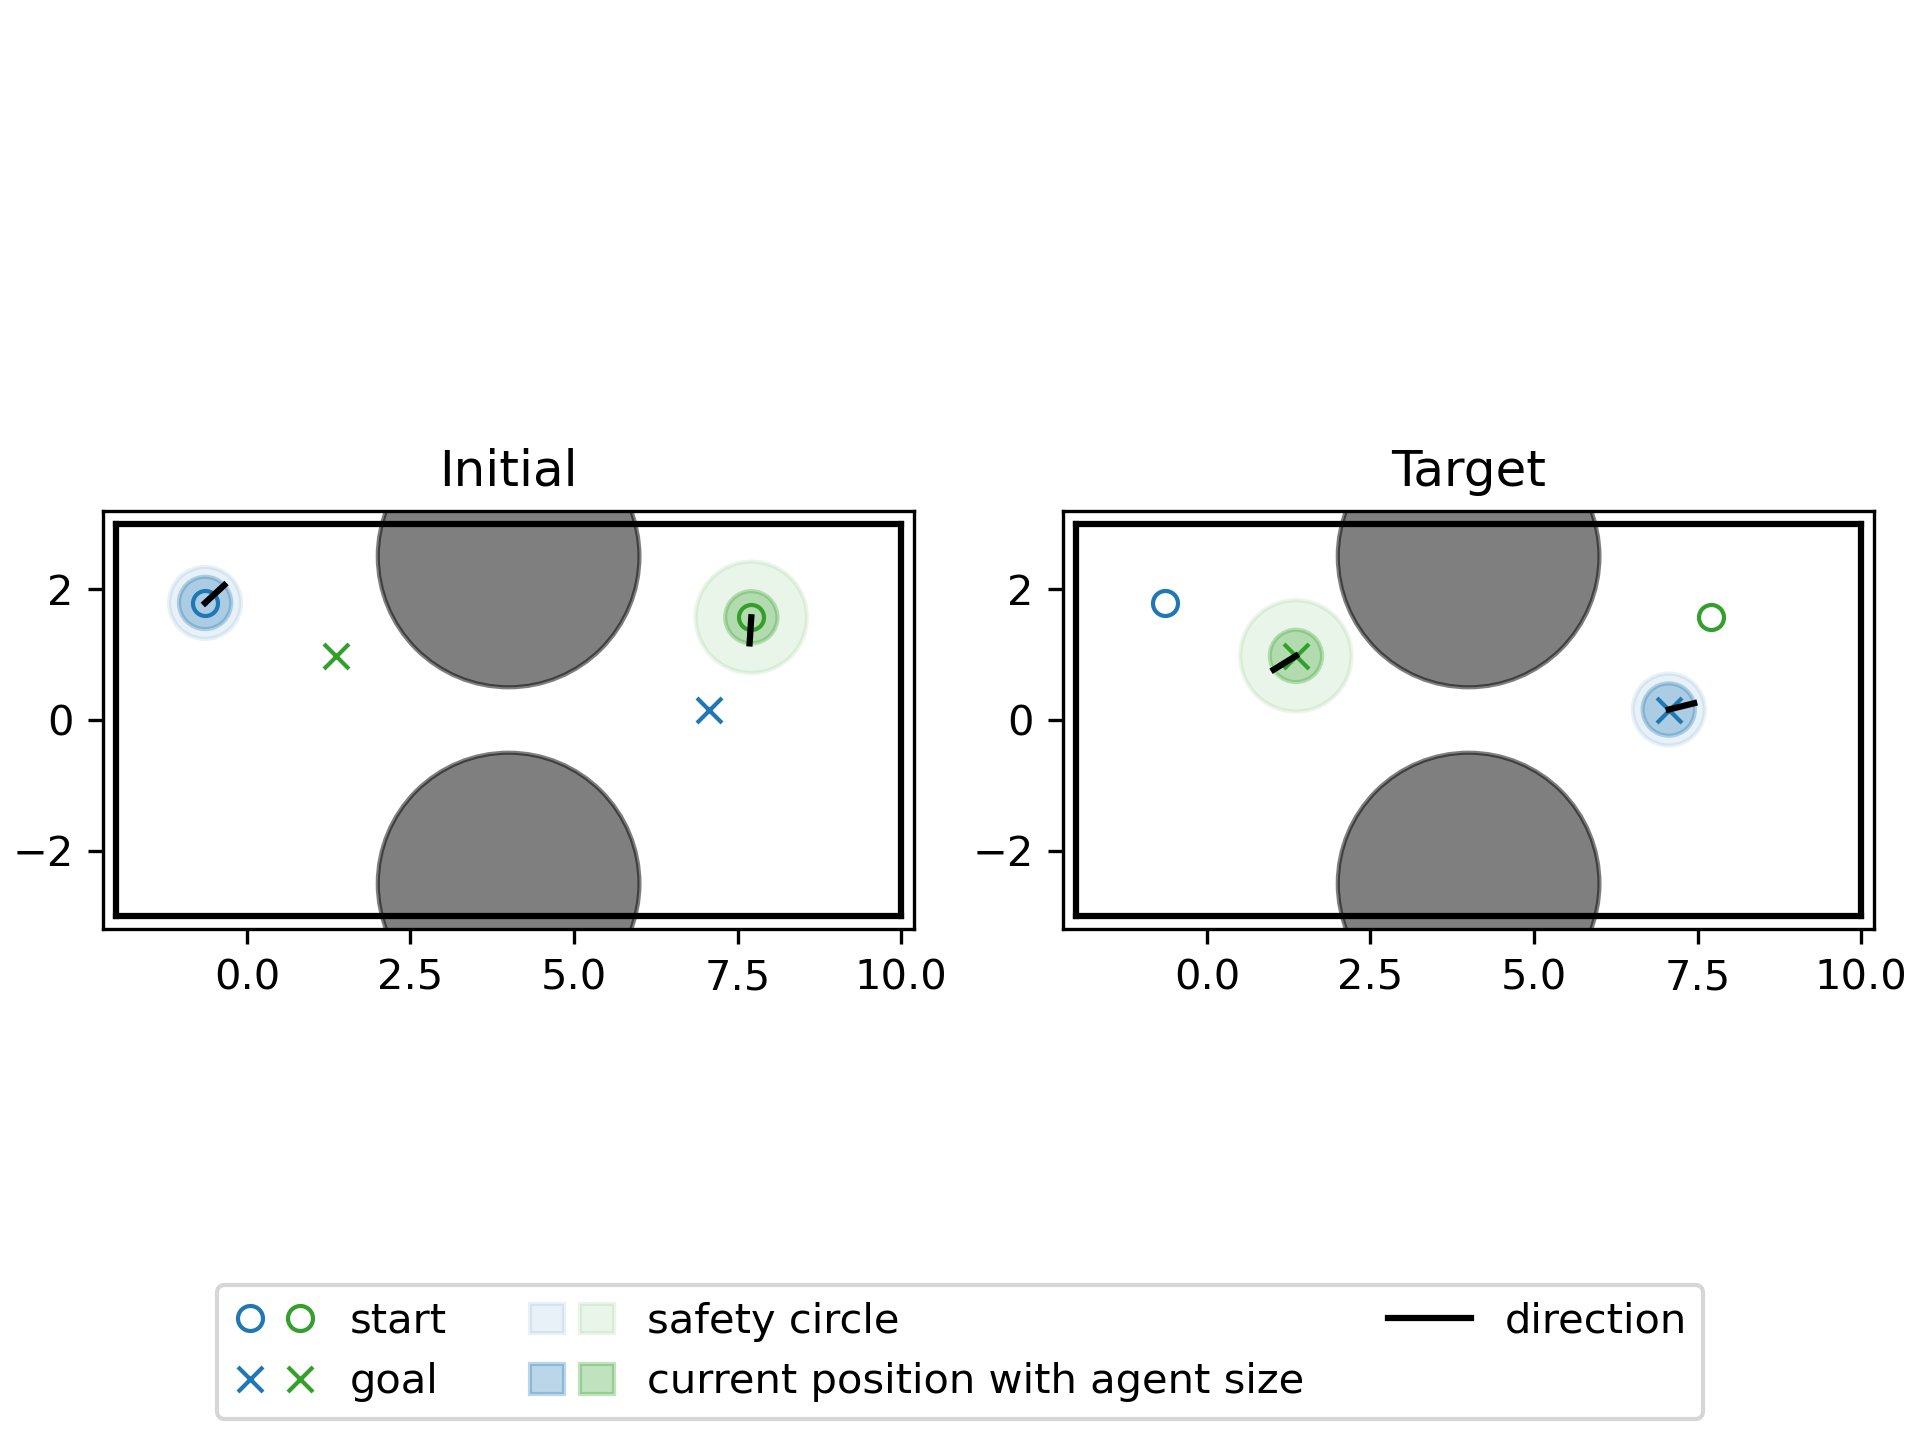 Initial
Target
2
0
−2
0.0 2.5 5.0 7.5 10.0
2
0
−2
0.0 2.5 5.0 7.5 10.0
start
goal
safety circle
current position with agent size
direction